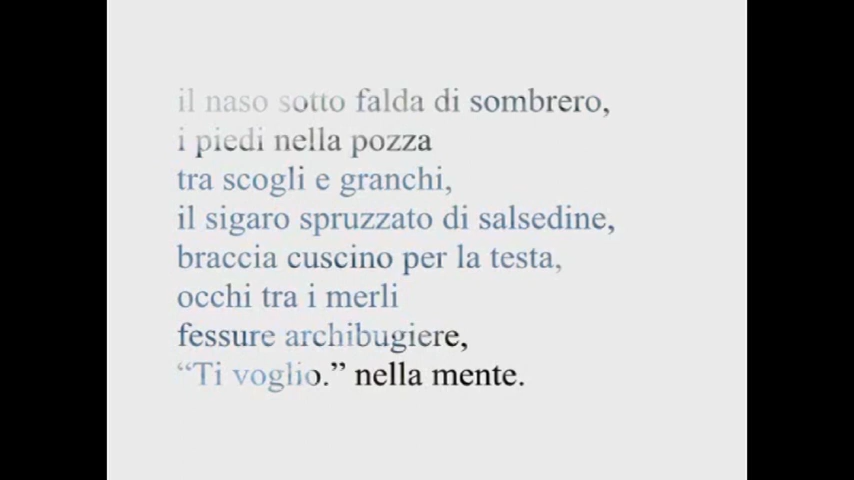 il naso sotto falda di sombrero,
i piedi nella pozza
tra scogli e granchi,
il sigaro spruzzato di salsedine,
braccia cuscino per la testa,
occhi tra i merli
fessure archibugiere,
“Ti voglio.” nella mente.